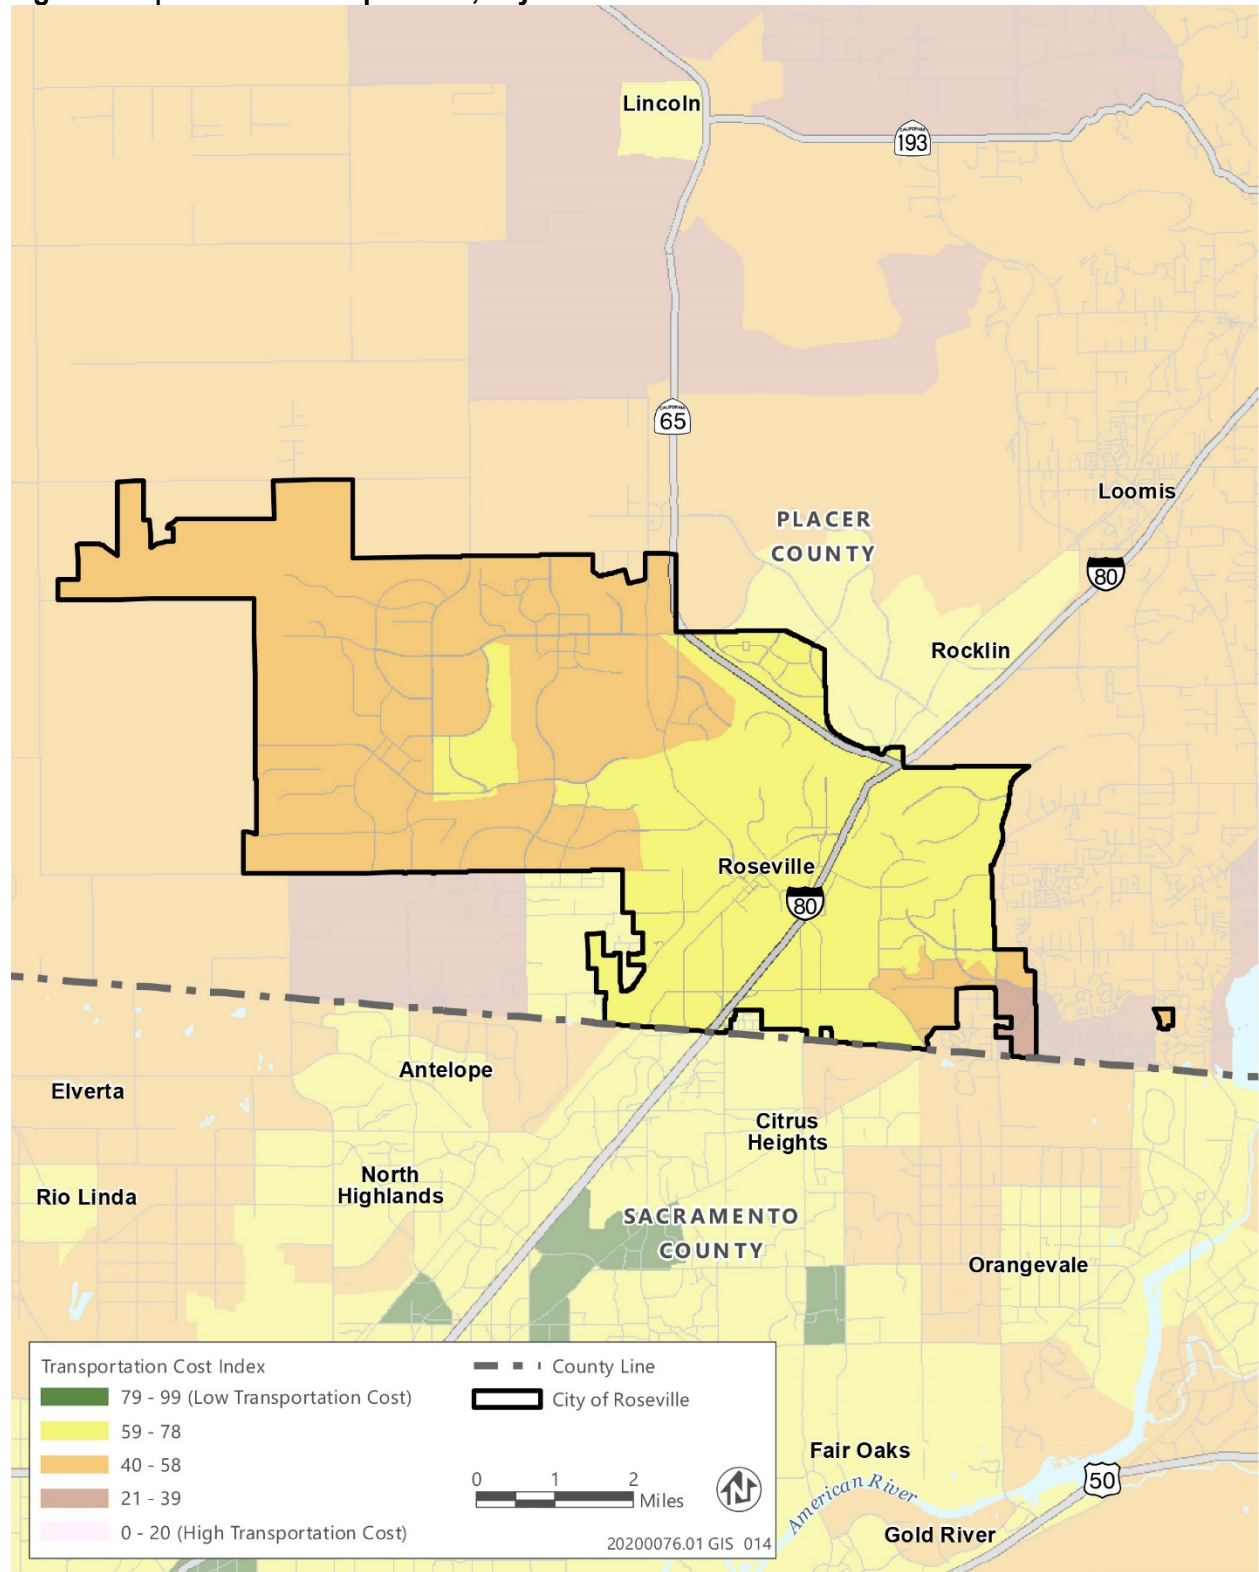 Lincoln
CALIFORNIA
193
CALIFORNIA
65
Loomis
PLACER
COUNTY
80
Rocklin
Roseville
80
Antelope
Elverta
Citrus
Heights
North
Highlands
Rio Linda
SACRAMENTO
COUNTY
Orangevale
Transportation Cost Index
79 - 99 (Low Transportation Cost)
59 - 78
40 - 58
21 - 39
0 - 20 (High Transportation Cost)
County Line
City of Roseville
0 1 2
Miles
N
20200076.01 GIS 014
Fair Oaks
American River
50
Gold River